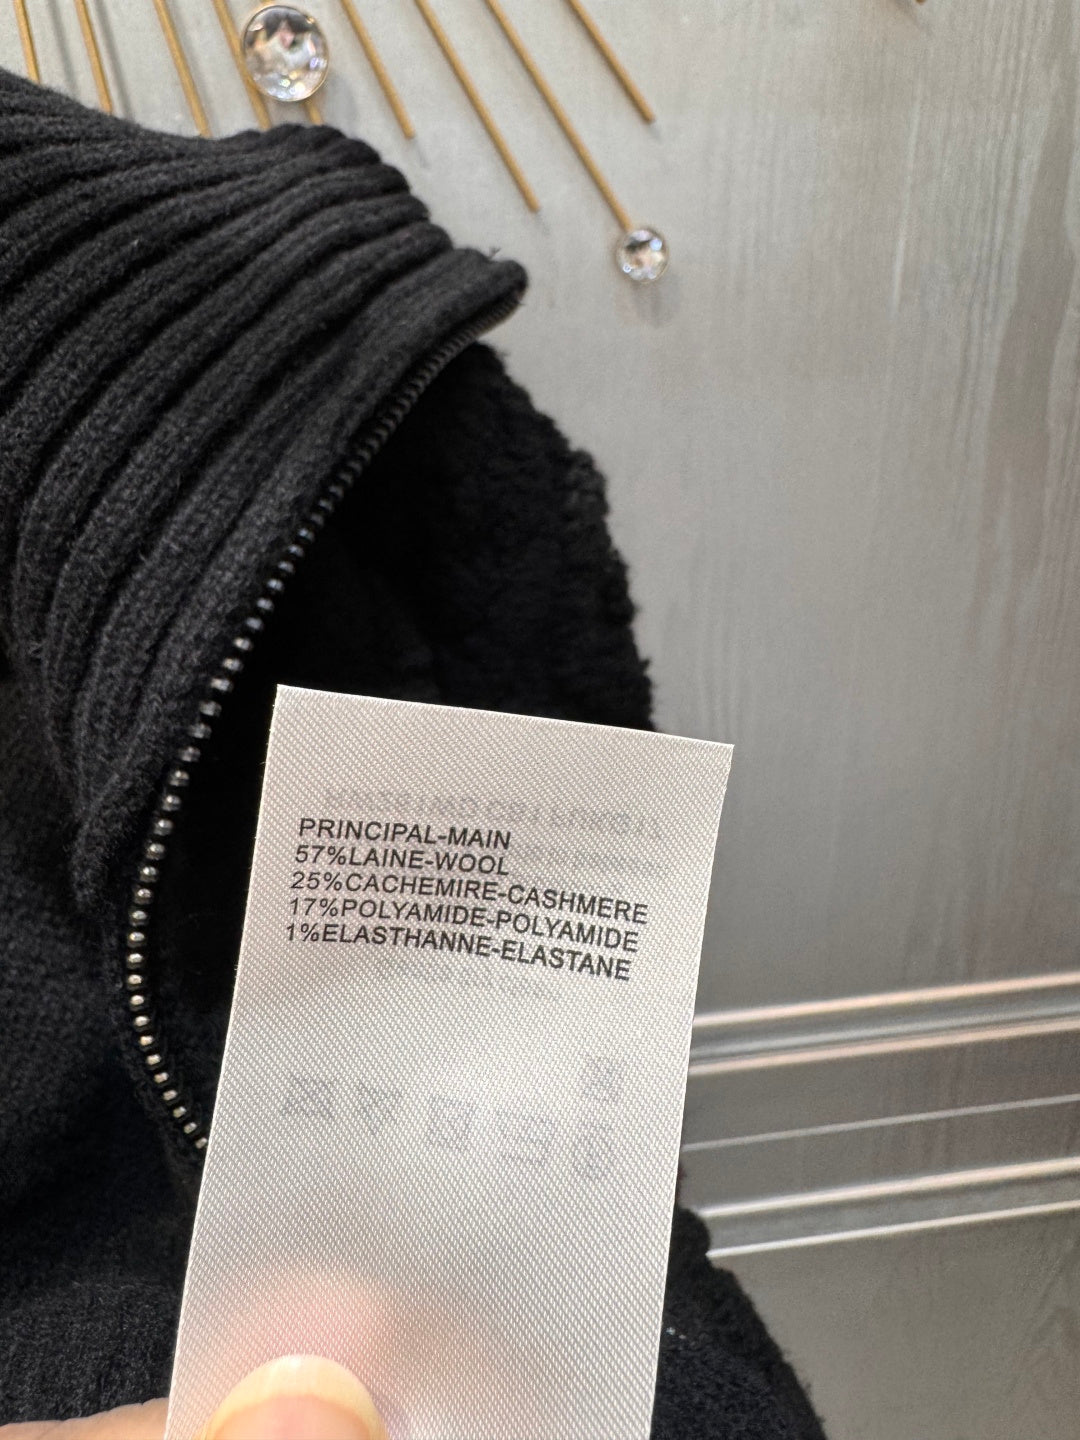 PRINCIPAL-MAIN
57%LAINE-WOOL
25%CACHEMIRE-CASHMERE
17%POLYAMIDE-POLYAMIDE
1%ELASTHANNE-ELASTANE